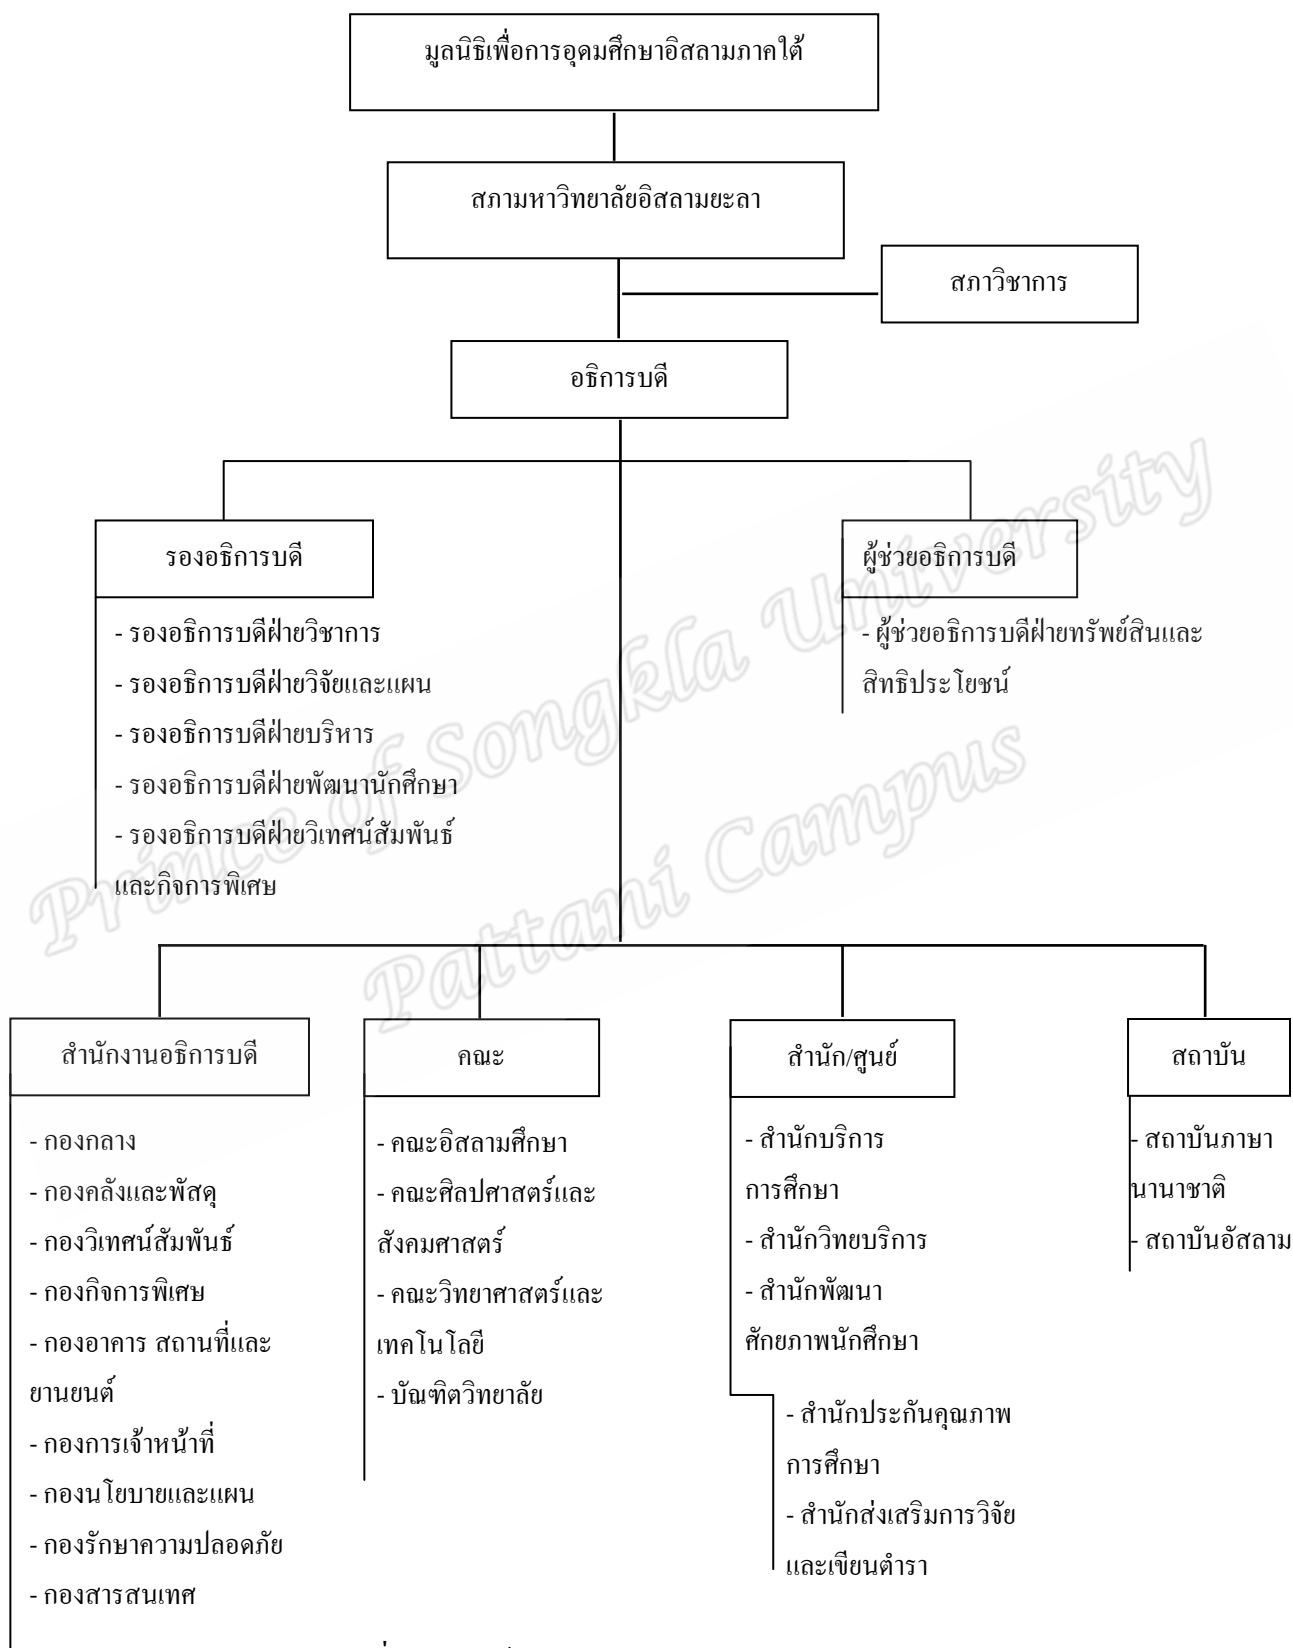 มูลนิธิเพื่อการอุดมศึกษาอิสลามภาคใต้
สภามหาวิทยาลัยอิสลามยะลา
สภาวิชาการ
อธิการบดี
รองอธิการบดี
- รองอธิการบดีฝ่ายวิชาการ
- รองอธิการบดีฝ่ายวิจัยและแผน
- รองอธิการบดีฝ่ายบริหาร
- รองอธิการบดีฝ่ายพัฒนานักศึกษา
- รองอธิการบดีฝ่ายวิเทศน์สัมพันธ์
และกิจการพิเศษ
ผู้ช่วยอธิการบดี
- ผู้ช่วยอธิการบดีฝ่ายทรัพย์สินและ
สิทธิประโยชน์
Prince of Songkla University
Pattani Campus
สำนักงานอธิการบดี
- กองกลาง
- กองคลังและพัสดุ
- กองวิเทศน์สัมพันธ์
- กองกิจการพิเศษ
- กองอาคาร สถานที่และ
ยานยนต์
- กองการเจ้าหน้าที่
- กองนโยบายและแผน
- กองรักษาความปลอดภัย
- กองสารสนเทศ
คณะ
- คณะอิสลามศึกษา
- คณะศิลปศาสตร์และ
สังคมศาสตร์
- คณะวิทยาศาสตร์และ
เทคโนโลยี
- บัณฑิตวิทยาลัย
สำนัก/ศูนย์
- สำนักบริการ
การศึกษา
- สำนักวิทยบริการ
- สำนักพัฒนา
ศักยภาพนักศึกษา
- สำนักประกันคุณภาพ
การศึกษา
- สำนักส่งเสริมการวิจัย
และเขียนตำรา
สถาบัน
- สถาบันภาษา
นานาชาติ
- สถาบันอัสลาม